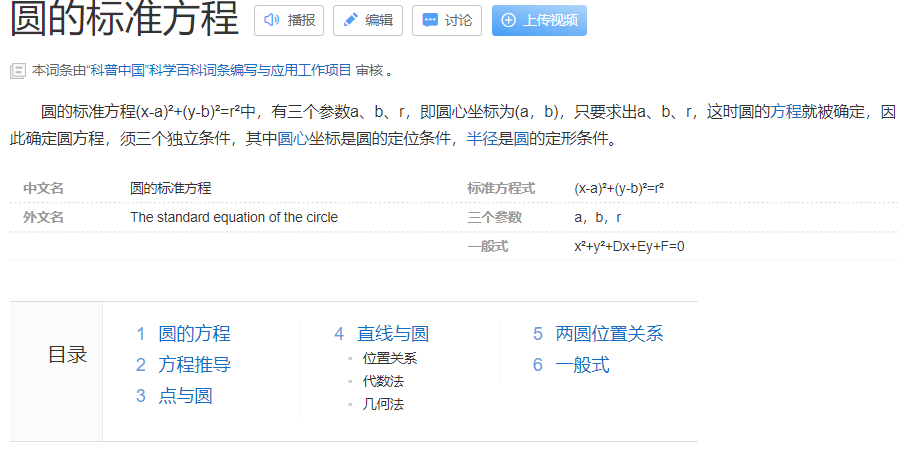 圆的标准方程 播报 编辑 讨论 上传视频
本词条由“科普中国”科学百科词条编写与应用工作项目 审核 。
圆的标准方程(x-a)²+(y-b)²=r²中，有三个参数a、b、r，即圆心坐标为(a，b)，只要求出a、b、r，这时圆的方程就被确定，因
此确定圆方程，须三个独立条件，其中圆心坐标是圆的定位条件，半径是圆的定形条件。
中文名 圆的标准方程 标准方程式 (x-a)²+(y-b)²=r²
外文名 The standard equation of the circle 三个参数 a，b，r
一般式 x²+y²+Dx+Ey+F=0
目录
1 圆的方程
2 方程推导
3 点与圆
4 直线与圆
位置关系
代数法
几何法
5 两圆位置关系
6 一般式